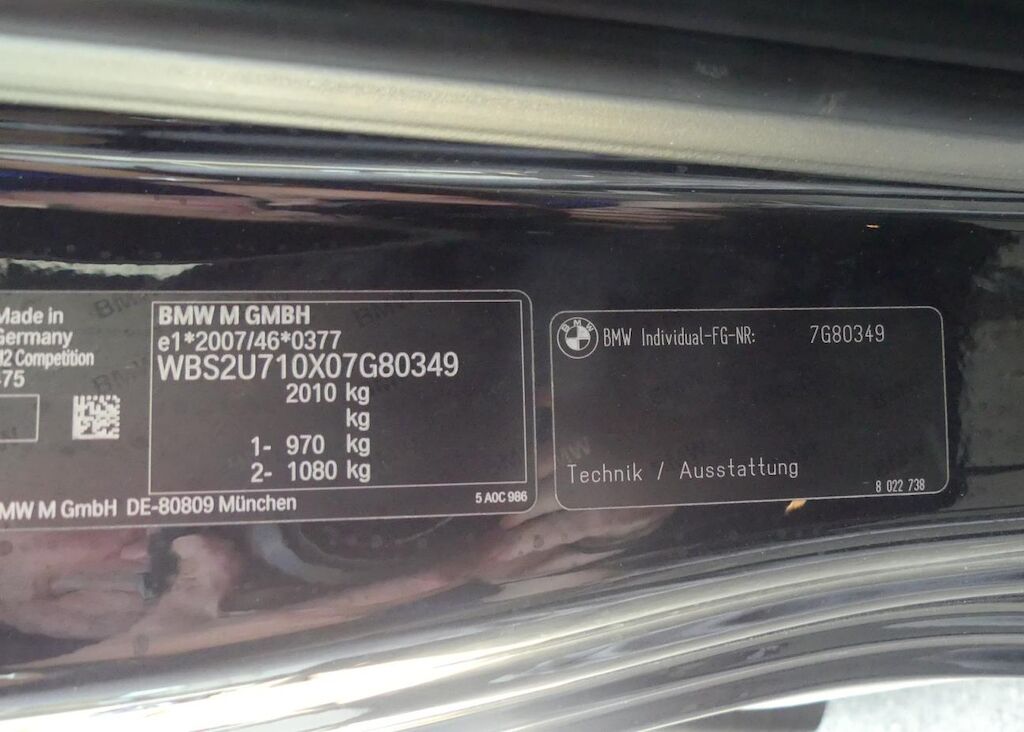 Made in
Germany
M2 Competition
475
BMW M GMBH
e1*2007/46*0377
WBS2U710X07G80349
2010 kg
kg
1- 970 kg
2- 1080 kg
BMW M GmbH DE-80809 München
5 A0C 986
BMW
BMW Individual-FG-NR: 7G80349
Technik / Ausstattung
8 022 738